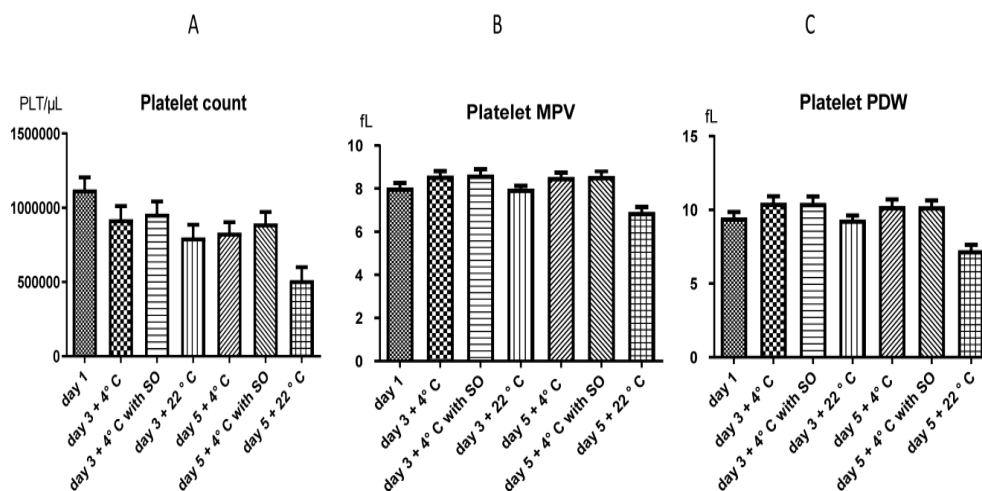 A
B
C
PLT/µL
Platelet count
1500000
1000000
500000
0
day 1
day 3 + 4° C
day 3 + 4° C with SO
day 3 + 22 ° C
day 5 + 4° C
day 5 + 4° C with SO
day 5 + 22 ° C
fL
Platelet MPV
10
8
6
4
2
0
day 1
day 3 + 4° C
day 3 + 4° C with SO
day 3 + 22° C
day 5 + 4° C
day 5 + 4° C with SO
day 5 + 22 ° C
fL
Platelet PDW
15
10
5
0
day 1
day 3 + 4° C
day 3 + 4° C with SO
day 3 + 22 ° C
day 5 + 4° C
day 5 + 4° C with SO
day 5 + 22 ° C